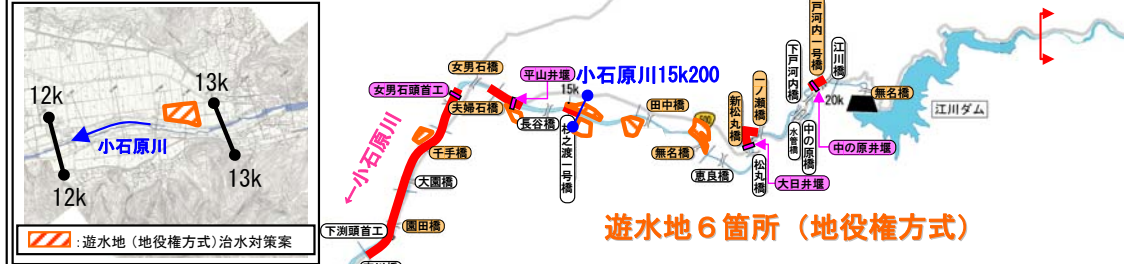 12k
13k
小石原川
12k
13k
:遊水地（地役権方式）治水対策案
女男石橋
平山井堰
小石原川15k200
女男石頭首工
夫婦石橋
15k
長谷橋
田中橋
新松丸橋
一ノ瀬橋
下戸河内橋
戸河内一号橋
江川橋
20k
無名橋
江川ダム
500
千手橋
←小石原川
大園橋
無名橋
恵良橋
松丸橋
水管橋
中の原橋
中の原井堰
大日井堰
園田橋
下渕頭首工
遊水地６箇所（地役権方式）